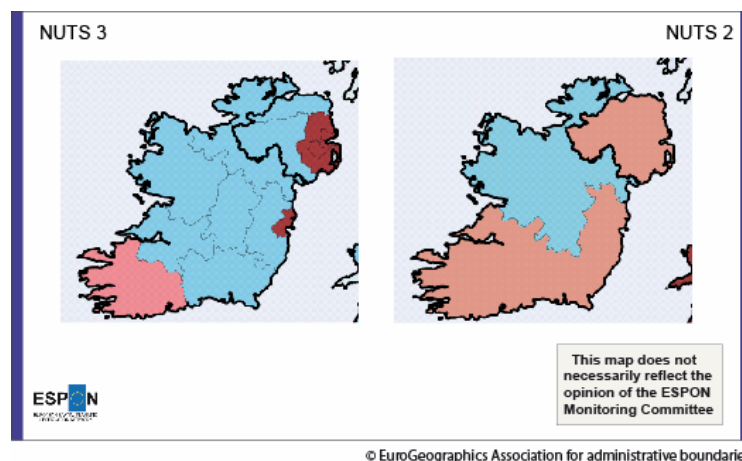 NUTS 3
NUTS 2
This map does not
necessarily reflect the
opinion of the ESPON
Monitoring Committee
ESPON
© EuroGeographics Association for administrative boundarie